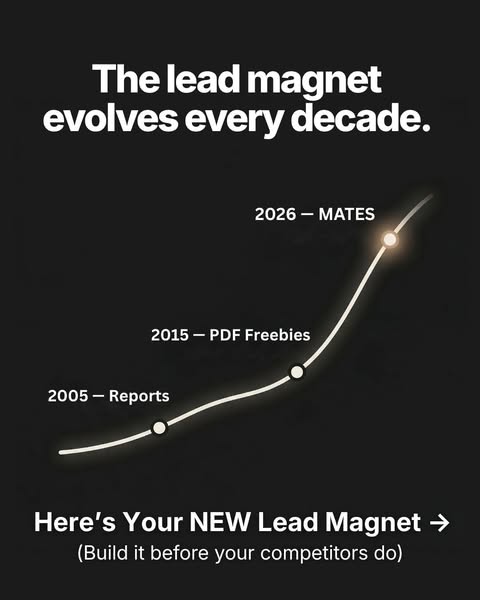 The lead magnet
evolves every decade.
2026 — MATES
2015 — PDF Freebies
2005 — Reports
Here’s Your NEW Lead Magnet →
(Build it before your competitors do)